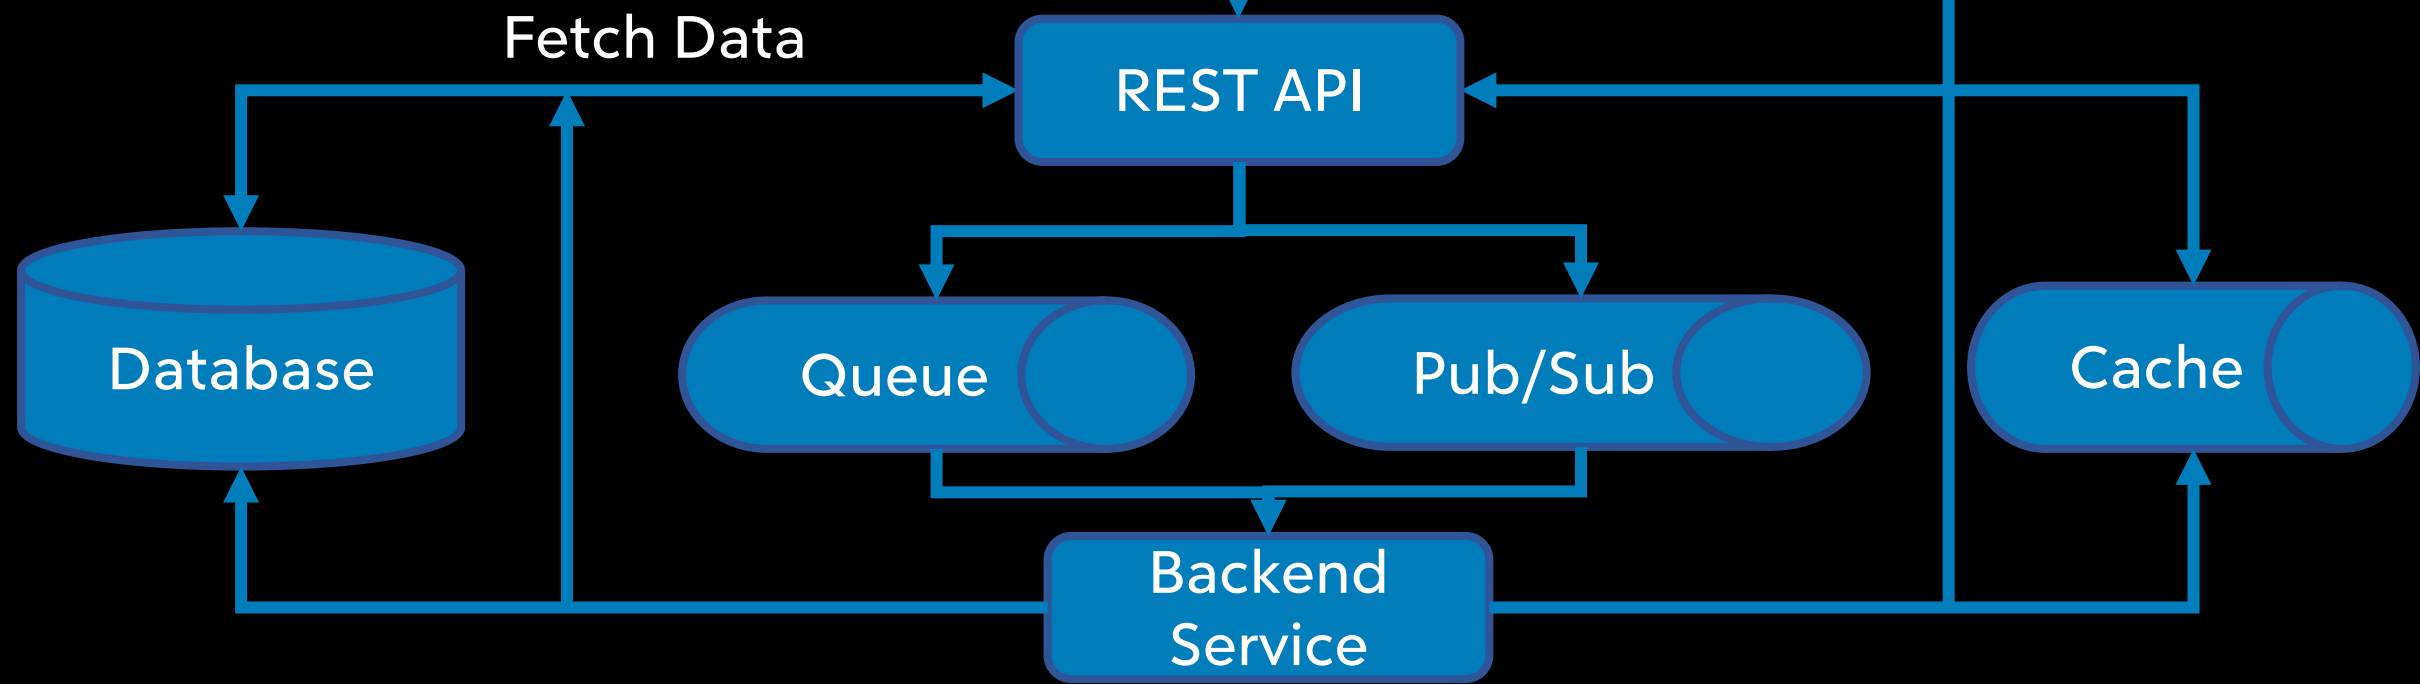 Fetch Data
REST API
Database
Queue
Pub/Sub
Cache
Backend
Service